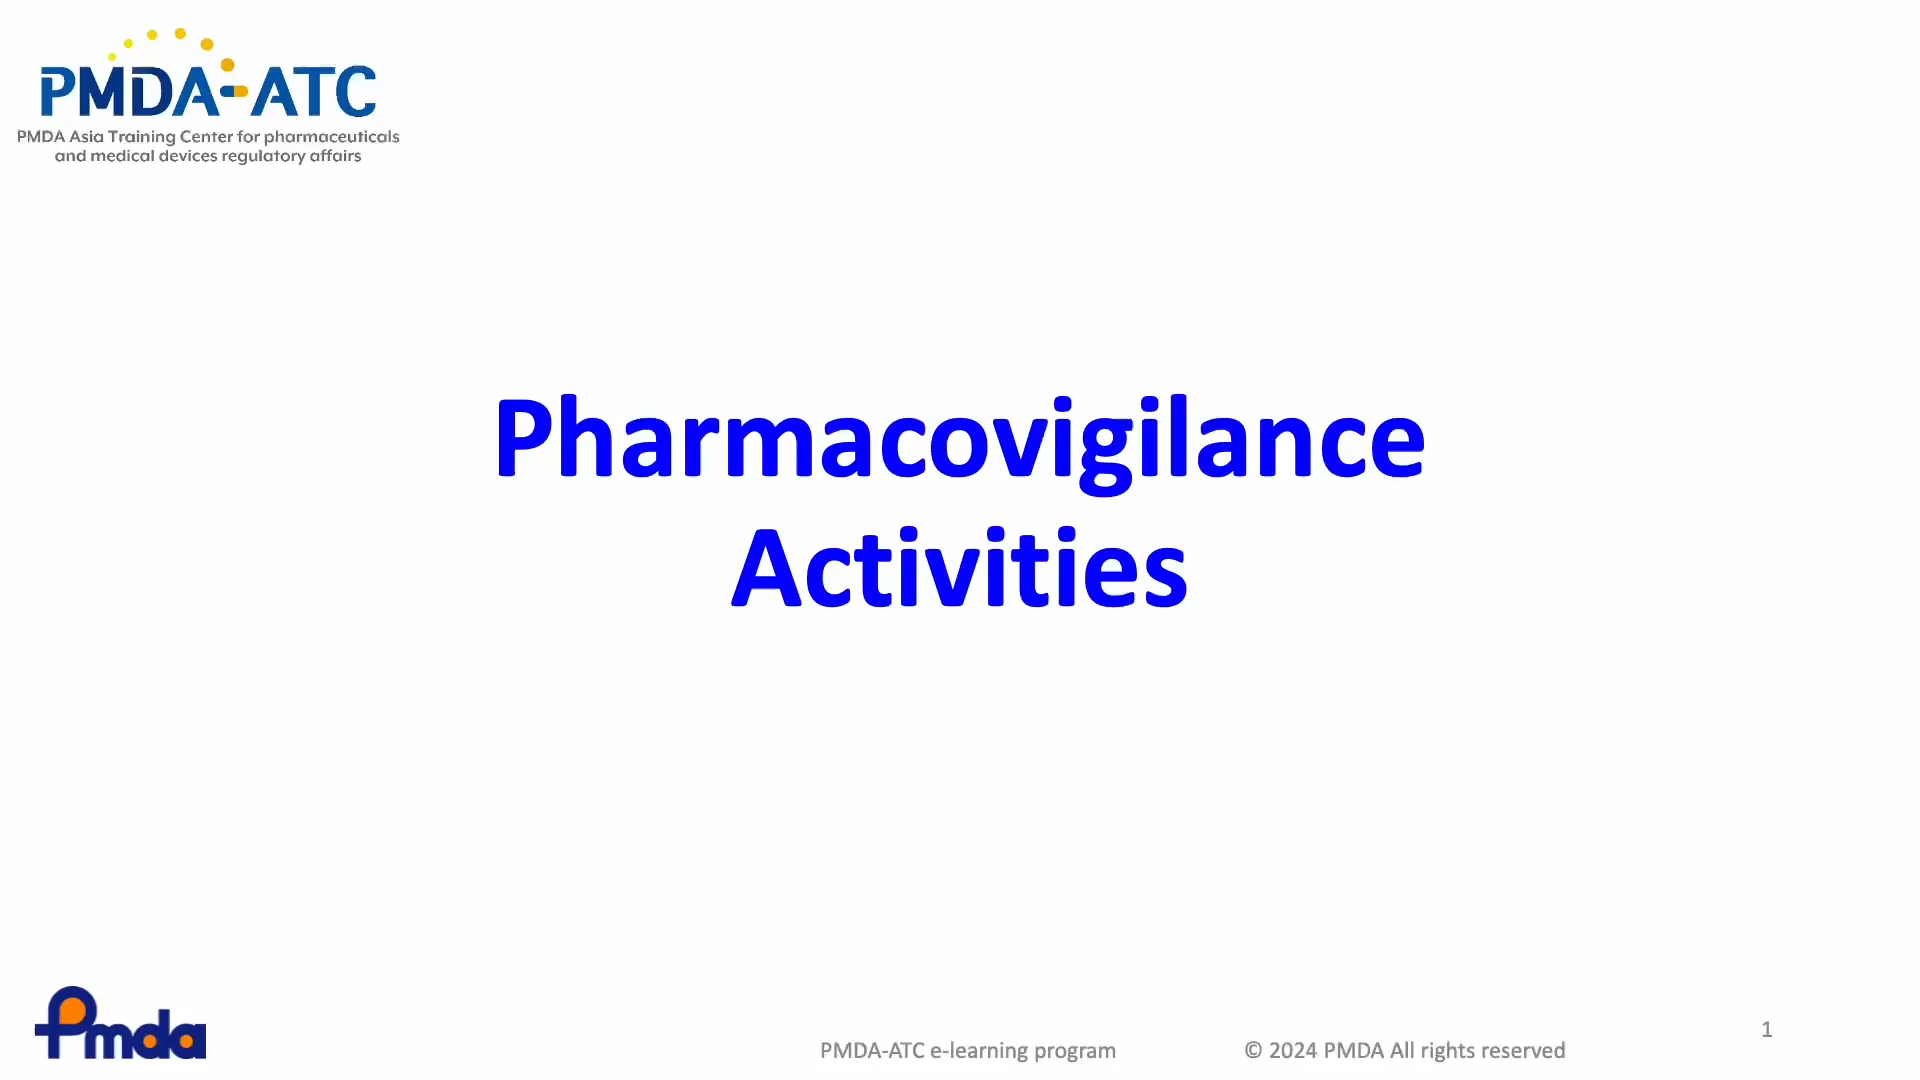 PMDA-ATC
PMDA Asia Training Center for pharmaceuticals
and medical devices regulatory affairs
Pharmacovigilance
Activities
Pmda
PMDA-ATC e-learning program
© 2024 PMDA All rights reserved
1